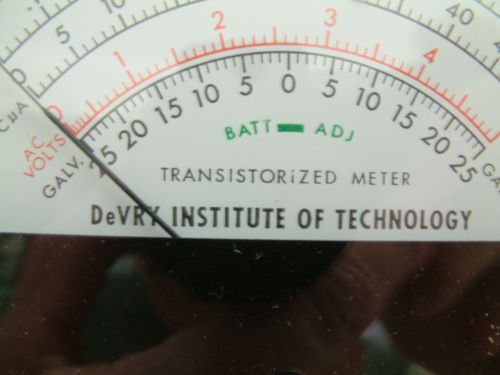 40
0 5 10
0 1 2 3 4
25 20 15 10 5 0 5 10 15 20 25
AC
VOLTS
GALV.
BATT ADJ
TRANSISTORiZED METER
DeVRY INSTITUTE OF TECHNOLOGY